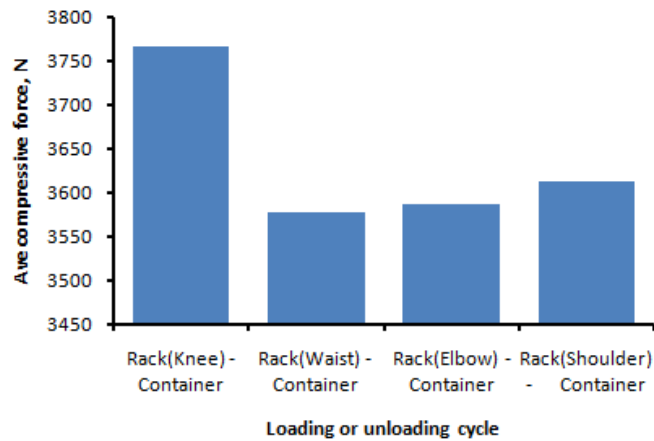 3800
3750
3700
3650
3600
3550
3500
3450
Ave compressive force, N
Rack(Knee) - Rack(Waist) - Rack(Elbow) - Rack(Shoulder)
Container Container Container - Container
Loading or unloading cycle